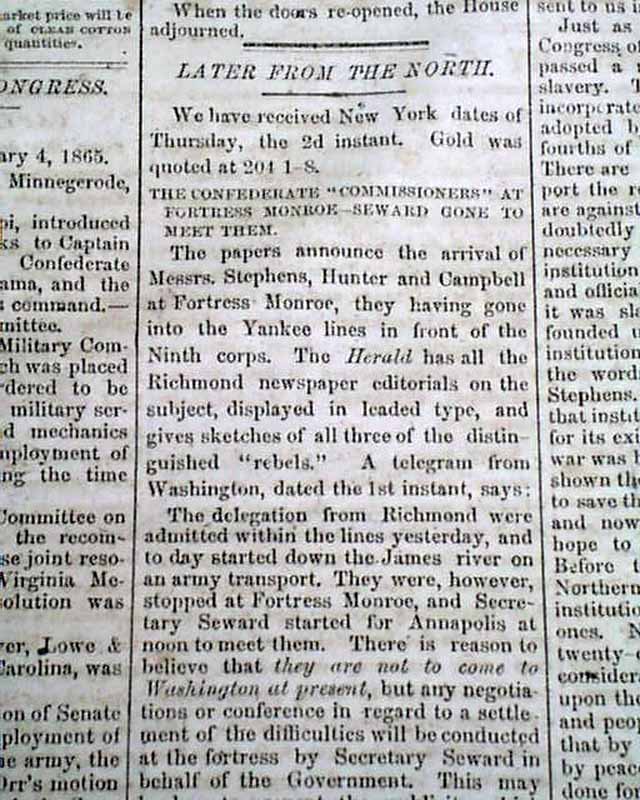 arket price will be
of CLEAN COTTON
quantities.
ONGRESS.
ary 4, 1865.
Minnegerode,
pi, introduced
ks to Captain
Confederate
ama, and the
s command.—
mittee.
Military Com-
ch was placed
rdered to be
military ser-
d mechanics
mployment of
ng the time
Committee on
the recom-
se joint reso-
Virginia Me-
solution was
ver, Lowe &
Carolina, was
on of Senate
ployment of
he army, the
Orr's motion
When the doors re-opened, the House
adjourned.
LATER FROM THE NORTH.
We have received New York dates of
Thursday, the 2d instant. Gold was
quoted at 204 1-8.
THE CONFEDERATE "COMMISSIONERS" AT
FORTRESS MONROE—SEWARD GONE TO
MEET THEM.
The papers announce the arrival of
Messrs. Stephens, Hunter and Campbell
at Fortress Monroe, they having gone
into the Yankee lines in front of the
Ninth corps. The Herald has all the
Richmond newspaper editorials on the
subject, displayed in leaded type, and
gives sketches of all three of the distin-
guished "rebels." A telegram from
Washington, dated the 1st instant, says:
The delegation from Richmond were
admitted within the lines yesterday, and
to day started down the James river on
an army transport. They were, however,
stopped at Fortress Monroe, and Secre-
tary Seward started for Annapolis at
noon to meet them. There is reason to
believe that they are not to come to
Washington at present, but any negotia-
tions or conference in regard to a settle-
ment of the difficulties will be conducted
at the fortress by Secretary Seward in
behalf of the Government. This may
sent to us i
Just as
Congress of
passed a
slavery. T
incorporate
adopted b
fourths of
There are
port the r
are against
doubtedly
necessary
institution
and officia
it was sla
founded u
institution
the word
Stephens.
that instit
for its exi
war was b
shown the
to save th
and now
hope to
Before t
Northern
institutio
ones. N
twenty-
considera
upon the
and peop
that by
by peace
done fo